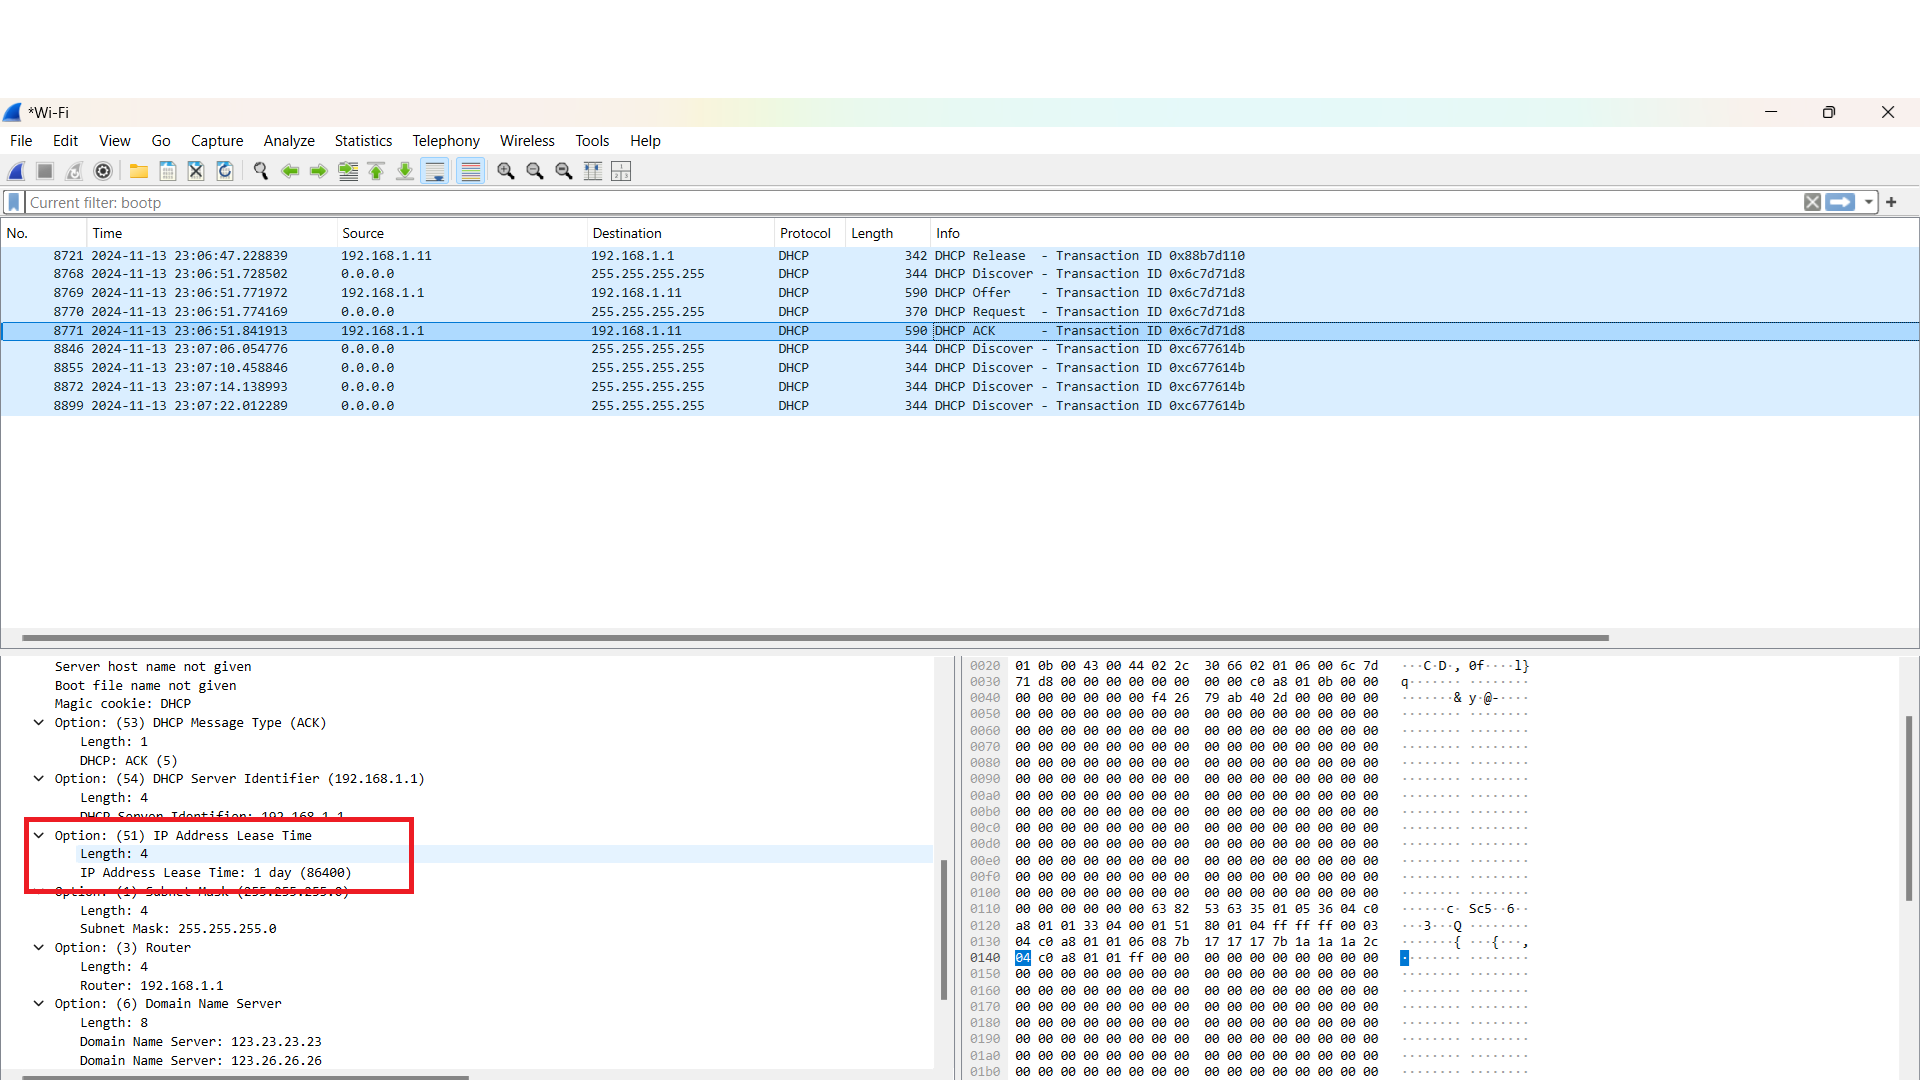 *Wi-Fi
File Edit View Go Capture Analyze Statistics Telephony Wireless Tools Help
Current filter: bootp
No. Time Source Destination Protocol Length Info
8721 2024-11-13 23:06:47.228839 192.168.1.11 192.168.1.1 DHCP 342 DHCP Release - Transaction ID 0x88b7d110
8768 2024-11-13 23:06:51.728502 0.0.0.0 255.255.255.255 DHCP 344 DHCP Discover - Transaction ID 0x6c7d71d8
8769 2024-11-13 23:06:51.771972 192.168.1.1 192.168.1.11 DHCP 590 DHCP Offer - Transaction ID 0x6c7d71d8
8770 2024-11-13 23:06:51.774169 0.0.0.0 255.255.255.255 DHCP 370 DHCP Request - Transaction ID 0x6c7d71d8
8771 2024-11-13 23:06:51.841913 192.168.1.1 192.168.1.11 DHCP 590 DHCP ACK - Transaction ID 0x6c7d71d8
8846 2024-11-13 23:07:06.054776 0.0.0.0 255.255.255.255 DHCP 344 DHCP Discover - Transaction ID 0xc677614b
8855 2024-11-13 23:07:10.458846 0.0.0.0 255.255.255.255 DHCP 344 DHCP Discover - Transaction ID 0xc677614b
8872 2024-11-13 23:07:14.138993 0.0.0.0 255.255.255.255 DHCP 344 DHCP Discover - Transaction ID 0xc677614b
8899 2024-11-13 23:07:22.012289 0.0.0.0 255.255.255.255 DHCP 344 DHCP Discover - Transaction ID 0xc677614b
Server host name not given
Boot file name not given
Magic cookie: DHCP
Option: (53) DHCP Message Type (ACK)
Length: 1
DHCP: ACK (5)
Option: (54) DHCP Server Identifier (192.168.1.1)
Length: 4
DHCP Server Identifier: 192.168.1.1
Option: (51) IP Address Lease Time
Length: 4
IP Address Lease Time: 1 day (86400)
Option: (1) Subnet Mask (255.255.255.0)
Length: 4
Subnet Mask: 255.255.255.0
Option: (3) Router
Length: 4
Router: 192.168.1.1
Option: (6) Domain Name Server
Length: 8
Domain Name Server: 123.23.23.23
Domain Name Server: 123.26.26.26
0020 01 0b 00 43 00 44 02 2c 30 66 02 01 06 00 6c 7d ···C·D·, 0f····l}
0030 71 d8 00 00 00 00 00 00 00 00 c0 a8 01 0b 00 00 q······· ········
0040 00 00 00 00 00 00 f4 26 79 ab 40 2d 00 00 00 00 ·······& y·@-····
0050 00 00 00 00 00 00 00 00 00 00 00 00 00 00 00 00 ········ ········
0060 00 00 00 00 00 00 00 00 00 00 00 00 00 00 00 00 ········ ········
0070 00 00 00 00 00 00 00 00 00 00 00 00 00 00 00 00 ········ ········
0080 00 00 00 00 00 00 00 00 00 00 00 00 00 00 00 00 ········ ········
0090 00 00 00 00 00 00 00 00 00 00 00 00 00 00 00 00 ········ ········
00a0 00 00 00 00 00 00 00 00 00 00 00 00 00 00 00 00 ········ ········
00b0 00 00 00 00 00 00 00 00 00 00 00 00 00 00 00 00 ········ ········
00c0 00 00 00 00 00 00 00 00 00 00 00 00 00 00 00 00 ········ ········
00d0 00 00 00 00 00 00 00 00 00 00 00 00 00 00 00 00 ········ ········
00e0 00 00 00 00 00 00 00 00 00 00 00 00 00 00 00 00 ········ ········
00f0 00 00 00 00 00 00 00 00 00 00 00 00 00 00 00 00 ········ ········
0100 00 00 00 00 00 00 00 00 00 00 00 00 00 00 00 00 ········ ········
0110 00 00 00 00 00 00 63 82 53 63 35 01 05 36 04 c0 ······c· Sc5··6··
0120 a8 01 01 33 04 00 01 51 80 01 04 ff ff ff 00 03 ···3···Q ········
0130 04 c0 a8 01 01 06 08 7b 17 17 17 7b 1a 1a 1a 2c ·······{ ···{···,
0140 04 c0 a8 01 01 ff 00 00 00 00 00 00 00 00 00 00 ········ ········
0150 00 00 00 00 00 00 00 00 00 00 00 00 00 00 00 00 ········ ········
0160 00 00 00 00 00 00 00 00 00 00 00 00 00 00 00 00 ········ ········
0170 00 00 00 00 00 00 00 00 00 00 00 00 00 00 00 00 ········ ········
0180 00 00 00 00 00 00 00 00 00 00 00 00 00 00 00 00 ········ ········
0190 00 00 00 00 00 00 00 00 00 00 00 00 00 00 00 00 ········ ········
01a0 00 00 00 00 00 00 00 00 00 00 00 00 00 00 00 00 ········ ········
01b0 00 00 00 00 00 00 00 00 00 00 00 00 00 00 00 00 ········ ········